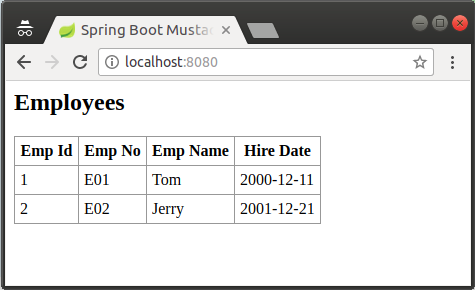 Spring Boot Musta
localhost:8080
Employees
Emp Id Emp No Emp Name Hire Date
1 E01 Tom 2000-12-11
2 E02 Jerry 2001-12-21